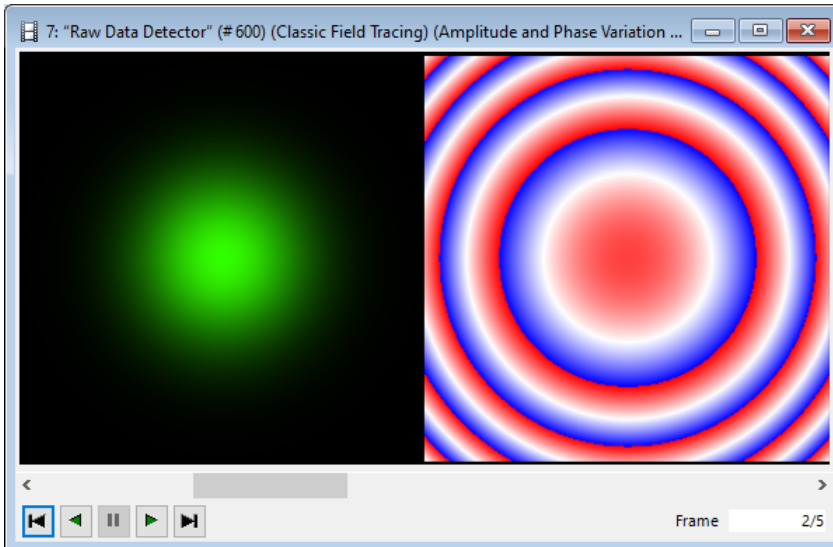 7: "Raw Data Detector" (# 600) (Classic Field Tracing) (Amplitude and Phase Variation ...
Frame 2/5